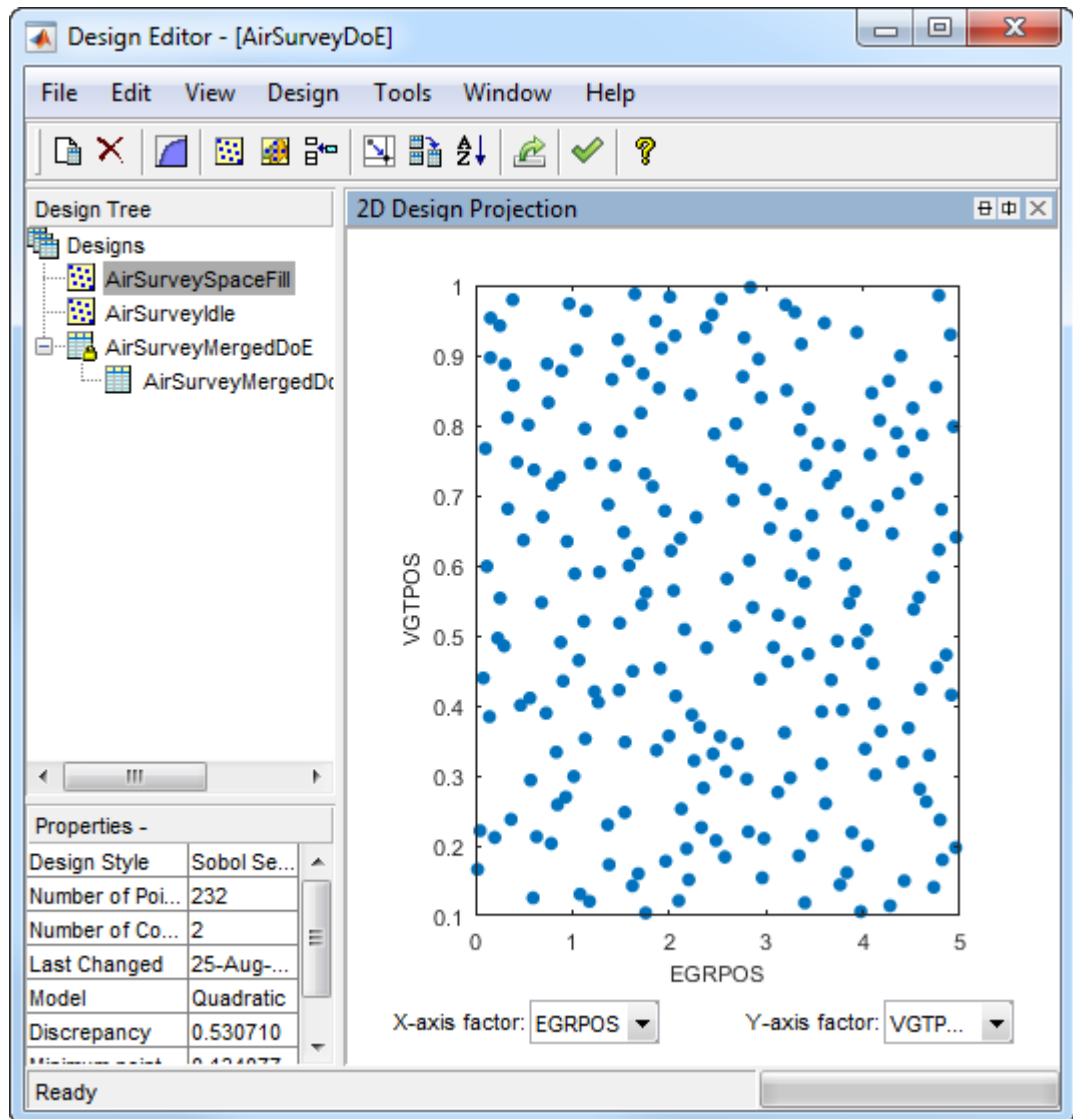 Design Editor - [AirSurveyDoE]
File Edit View Design Tools Window Help
Design Tree
Designs
AirSurveySpaceFill
AirSurveyIdle
AirSurveyMergedDoE
AirSurveyMergedDo
Properties -
Design Style Sobol Se...
Number of Poi... 232
Number of Co... 2
Last Changed 25-Aug-...
Model Quadratic
Discrepancy 0.530710
2D Design Projection
1
0.9
0.8
0.7
0.6
0.5
0.4
0.3
0.2
0.1
VGTPOS
0 1 2 3 4 5
EGRPOS
X-axis factor: EGRPOS Y-axis factor: VGTP...
Ready